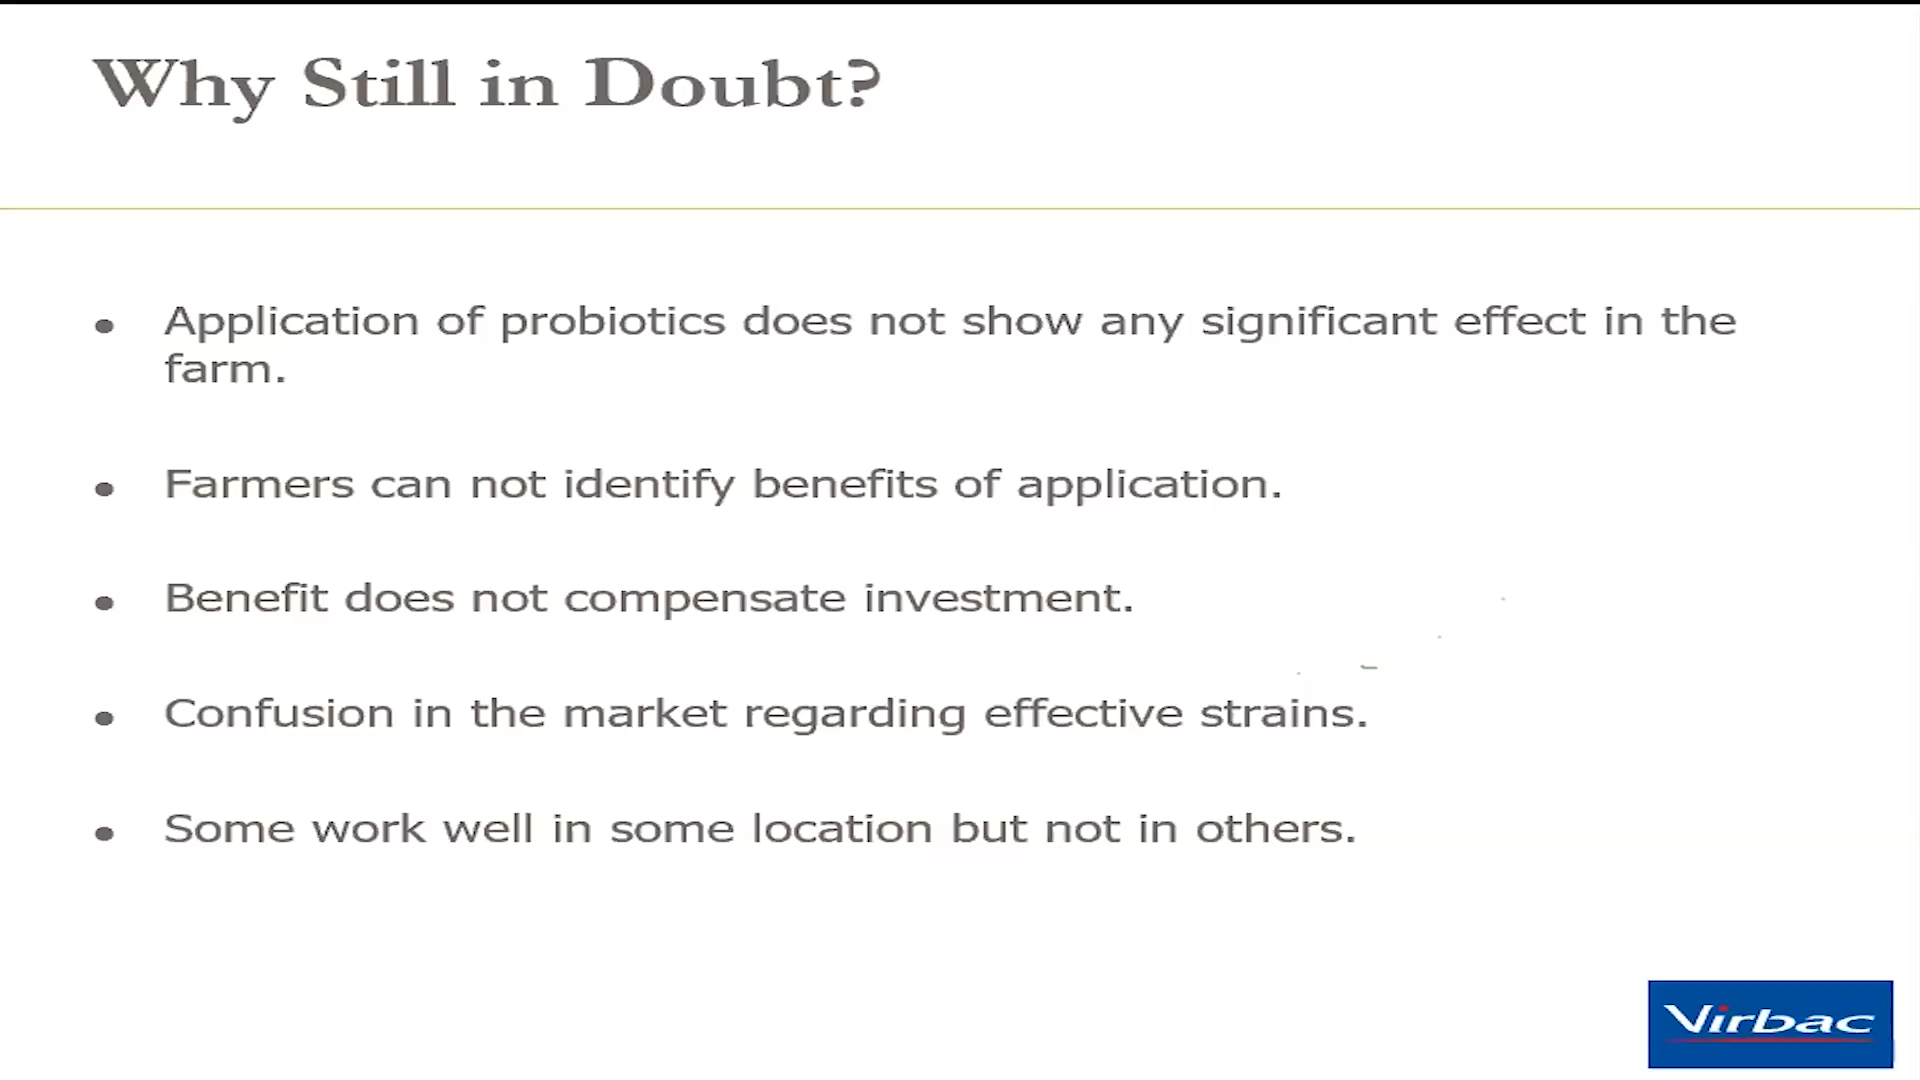 Why Still in Doubt?
• Application of probiotics does not show any significant effect in the
farm.
• Farmers can not identify benefits of application.
• Benefit does not compensate investment.
• Confusion in the market regarding effective strains.
• Some work well in some location but not in others.
Virbac